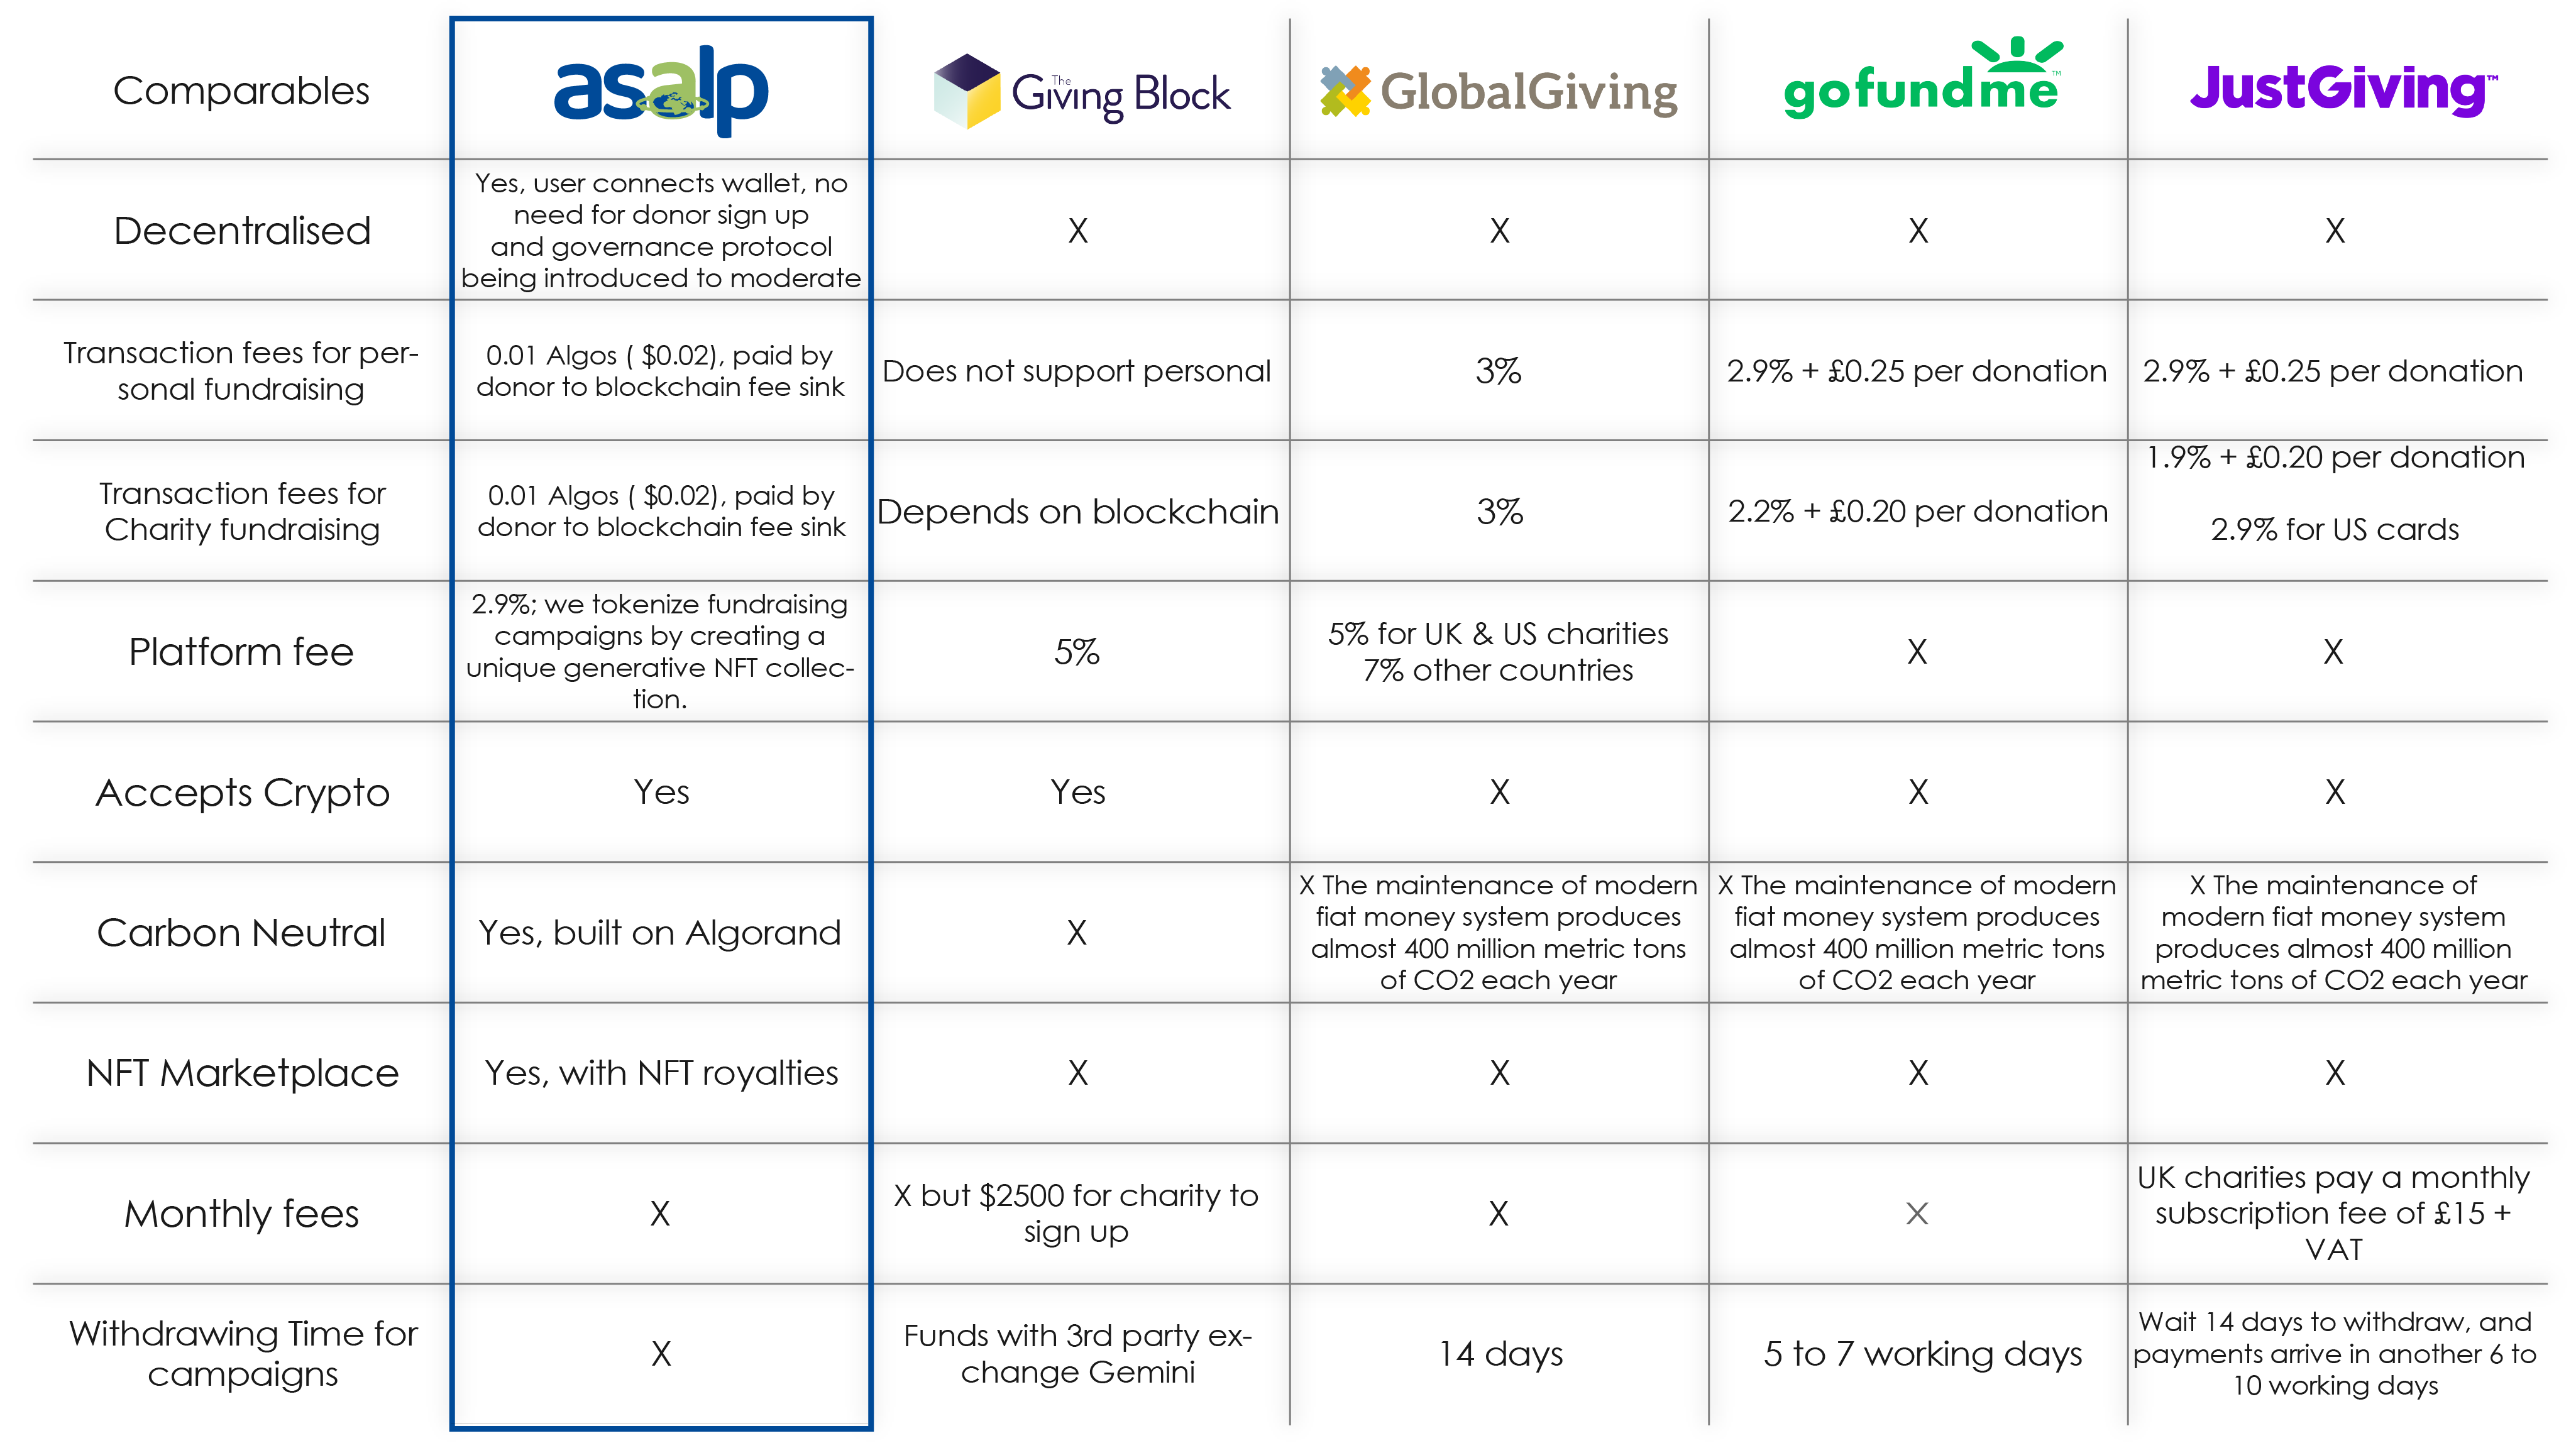 Comparables
asalp
The
Giving Block
GlobalGiving
gofundme™
JustGiving™
Decentralised
Yes, user connects wallet, no
need for donor sign up
and governance protocol
being introduced to moderate
X
X
X
X
Transaction fees for per-
sonal fundraising
0.01 Algos ( $0.02), paid by
donor to blockchain fee sink
Does not support personal
3%
2.9% + £0.25 per donation
2.9% + £0.25 per donation
Transaction fees for
Charity fundraising
0.01 Algos ( $0.02), paid by
donor to blockchain fee sink
Depends on blockchain
3%
2.2% + £0.20 per donation
1.9% + £0.20 per donation
2.9% for US cards
Platform fee
2.9%; we tokenize fundraising
campaigns by creating a
unique generative NFT collec-
tion.
5%
5% for UK & US charities
7% other countries
X
X
Accepts Crypto
Yes
Yes
X
X
X
Carbon Neutral
Yes, built on Algorand
X
X The maintenance of modern
fiat money system produces
almost 400 million metric tons
of CO2 each year
X The maintenance of modern
fiat money system produces
almost 400 million metric tons
of CO2 each year
X The maintenance of
modern fiat money system
produces almost 400 million
metric tons of CO2 each year
NFT Marketplace
Yes, with NFT royalties
X
X
X
X
Monthly fees
X
X but $2500 for charity to
sign up
X
X
UK charities pay a monthly
subscription fee of £15 +
VAT
Withdrawing Time for
campaigns
X
Funds with 3rd party ex-
change Gemini
14 days
5 to 7 working days
Wait 14 days to withdraw, and
payments arrive in another 6 to
10 working days